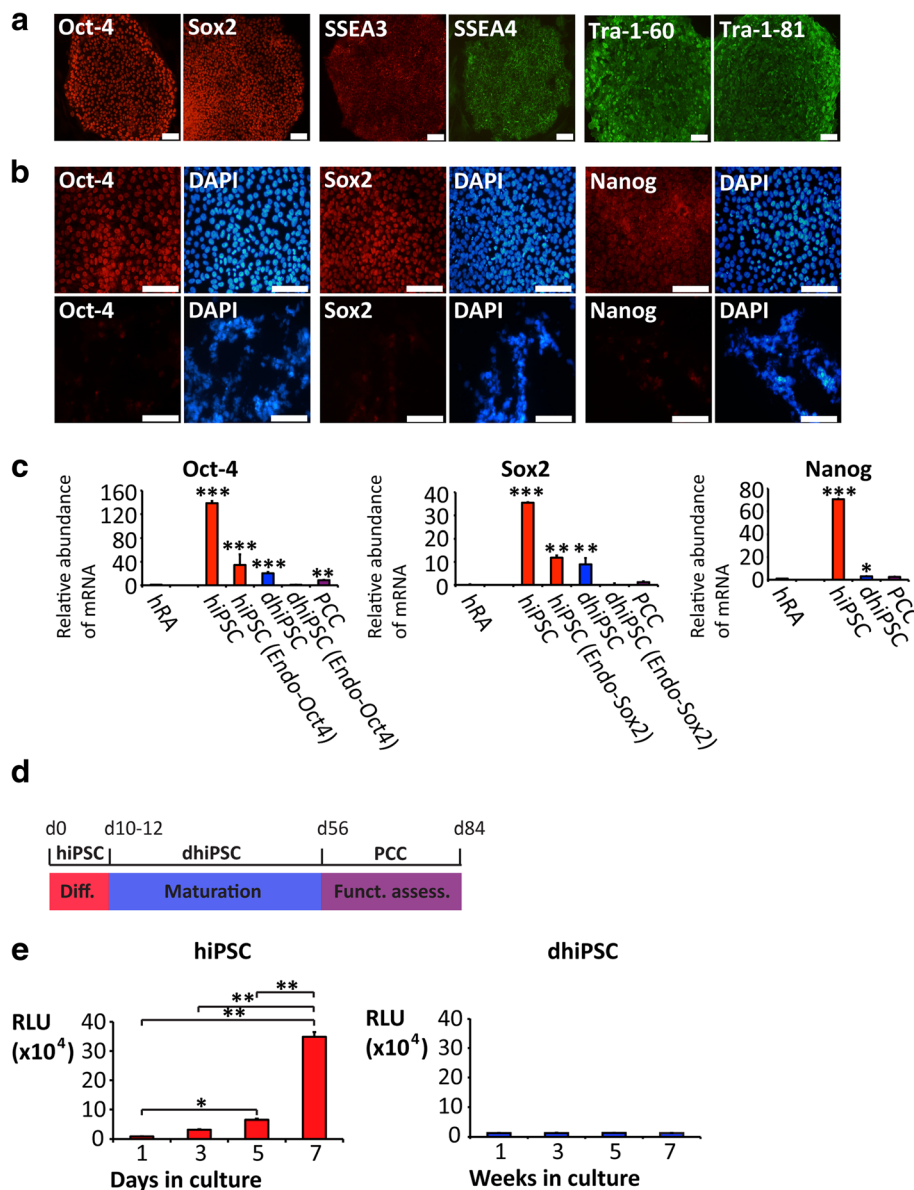 a
Oct-4 Sox2 SSEA3 SSEA4 Tra-1-60 Tra-1-81
b
Oct-4 DAPI Sox2 DAPI Nanog DAPI
Oct-4 DAPI Sox2 DAPI Nanog DAPI
c
Oct-4
Relative abundance
of mRNA
160
120
80
40
0
***
***
***
**
hRA
hiPSC
hiPSC (Endo-Oct4)
dhiPSC
dhiPSC (Endo-Oct4)
PCC
Sox2
Relative abundance
of mRNA
40
30
20
10
0
***
**
**
hRA
hiPSC
hiPSC (Endo-Sox2)
dhiPSC
dhiPSC (Endo-Sox2)
PCC
Nanog
Relative abundance
of mRNA
80
60
40
20
0
***
*
hRA
hiPSC
dhiPSC
PCC
d
d0 d10-12 d56 d84
hiPSC dhiPSC PCC
Diff. Maturation Funct. assess.
e
hiPSC
RLU
(x10⁴)
40
30
20
10
0
**
**
**
*
1 3 5 7
Days in culture
dhiPSC
RLU
(x10⁴)
40
30
20
10
0
1 3 5 7
Weeks in culture